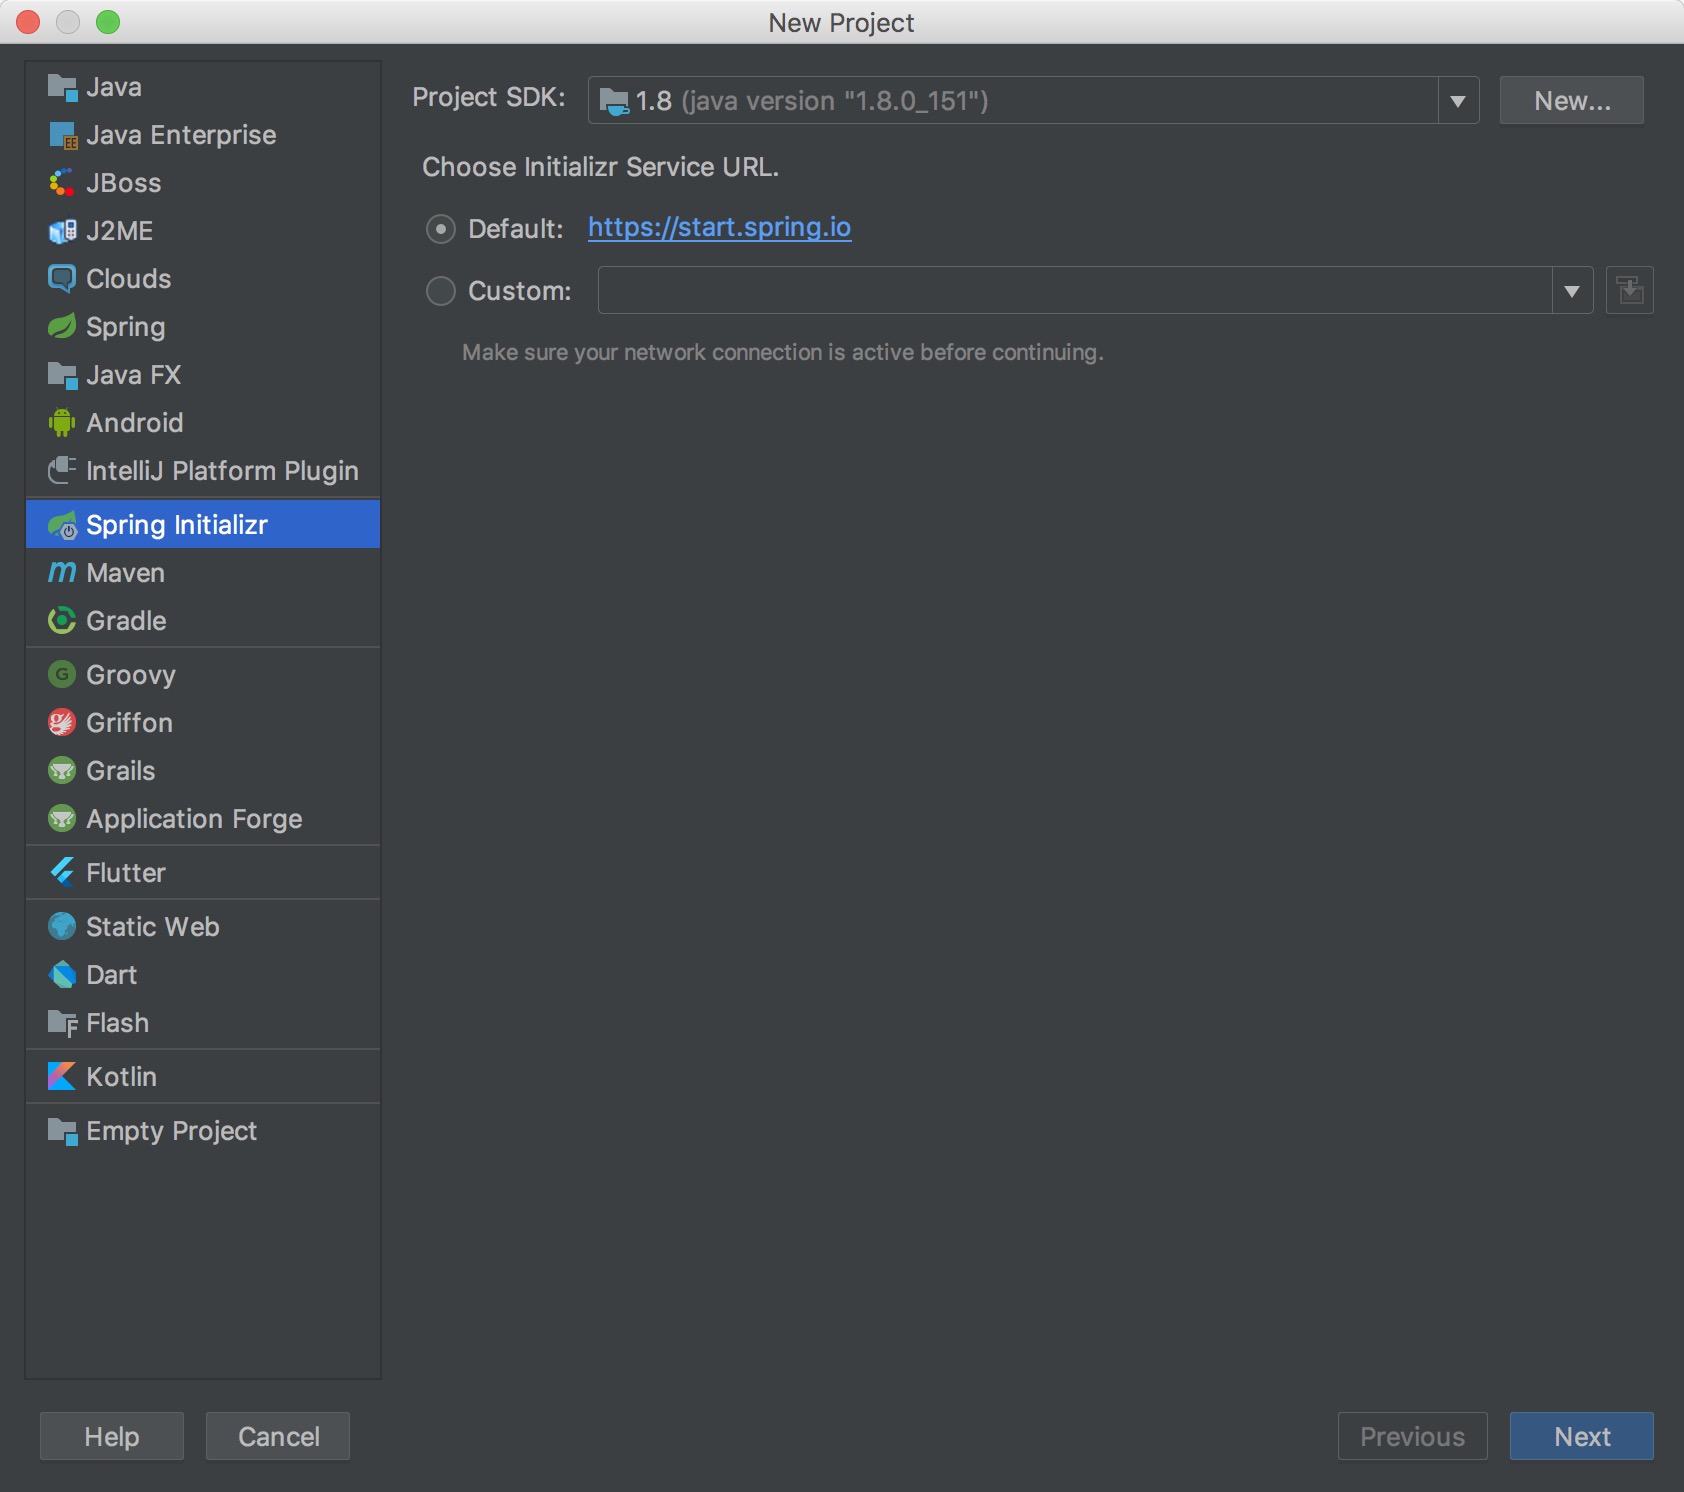 New Project
Java
Java Enterprise
JBoss
J2ME
Clouds
Spring
Java FX
Android
IntelliJ Platform Plugin
Spring Initializr
Maven
Gradle
Groovy
Griffon
Grails
Application Forge
Flutter
Static Web
Dart
Flash
Kotlin
Empty Project
Project SDK: 1.8 (java version "1.8.0_151") New...
Choose Initializr Service URL.
Default: https://start.spring.io
Custom:
Make sure your network connection is active before continuing.
Help Cancel Previous Next